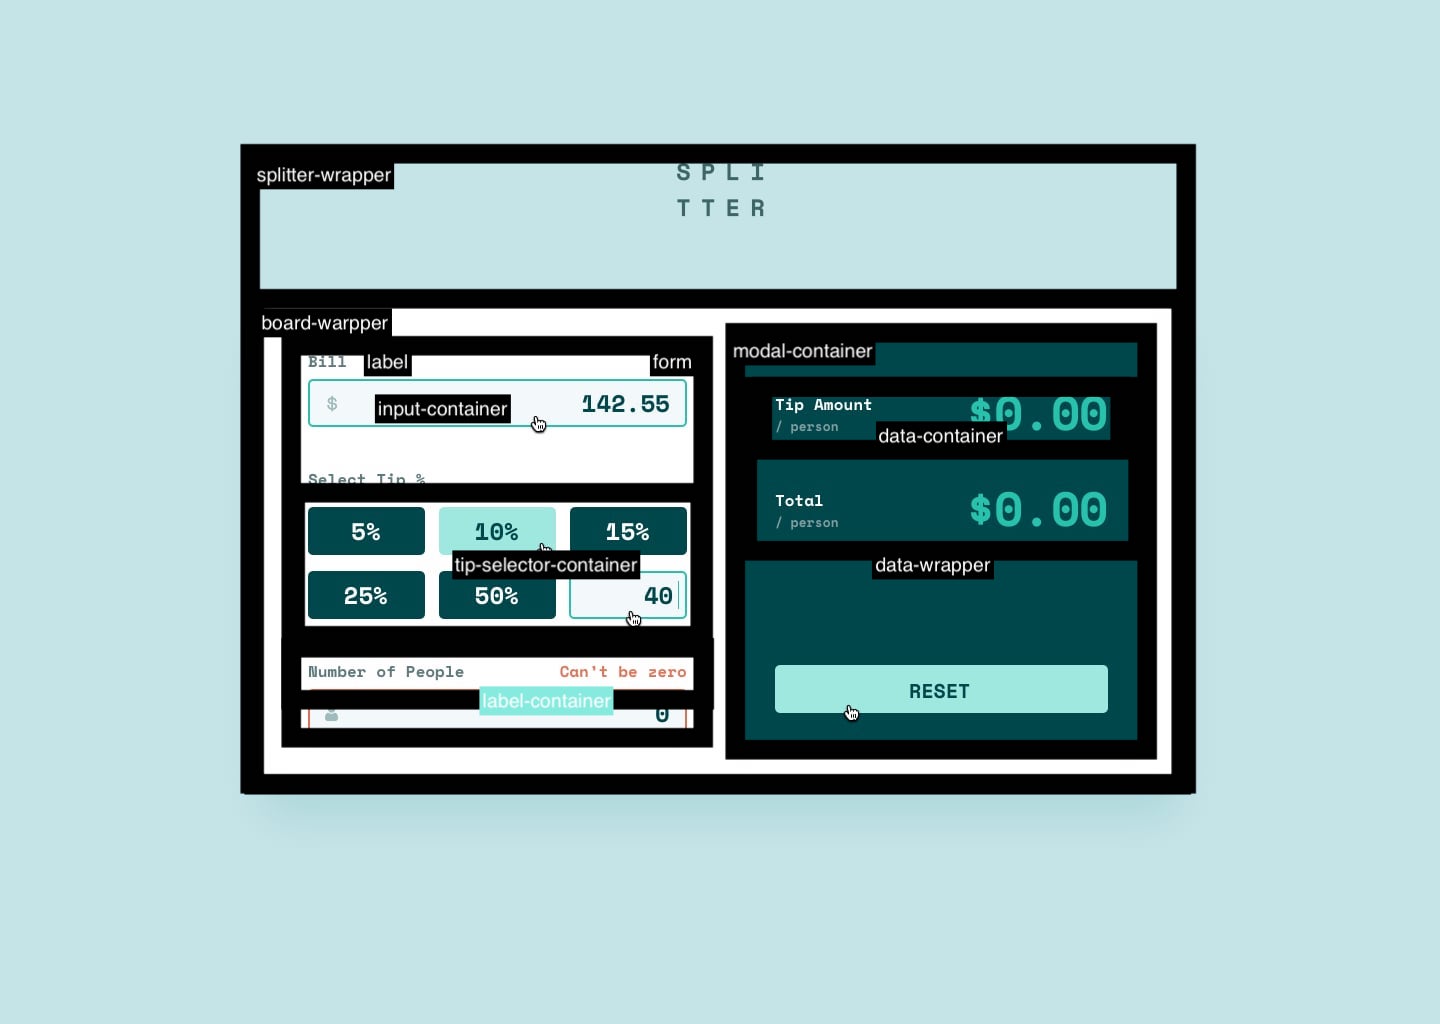 splitter-wrapper
SPLI
TTER
board-warpper
Bill label form
$ input-container 142.55
Select Tip %
5% 10% 15%
tip-selector-container
25% 50% 40
Number of People Can't be zero
label-container
0
modal-container
Tip Amount $0.00
/ person
data-container
Total $0.00
/ person
data-wrapper
RESET